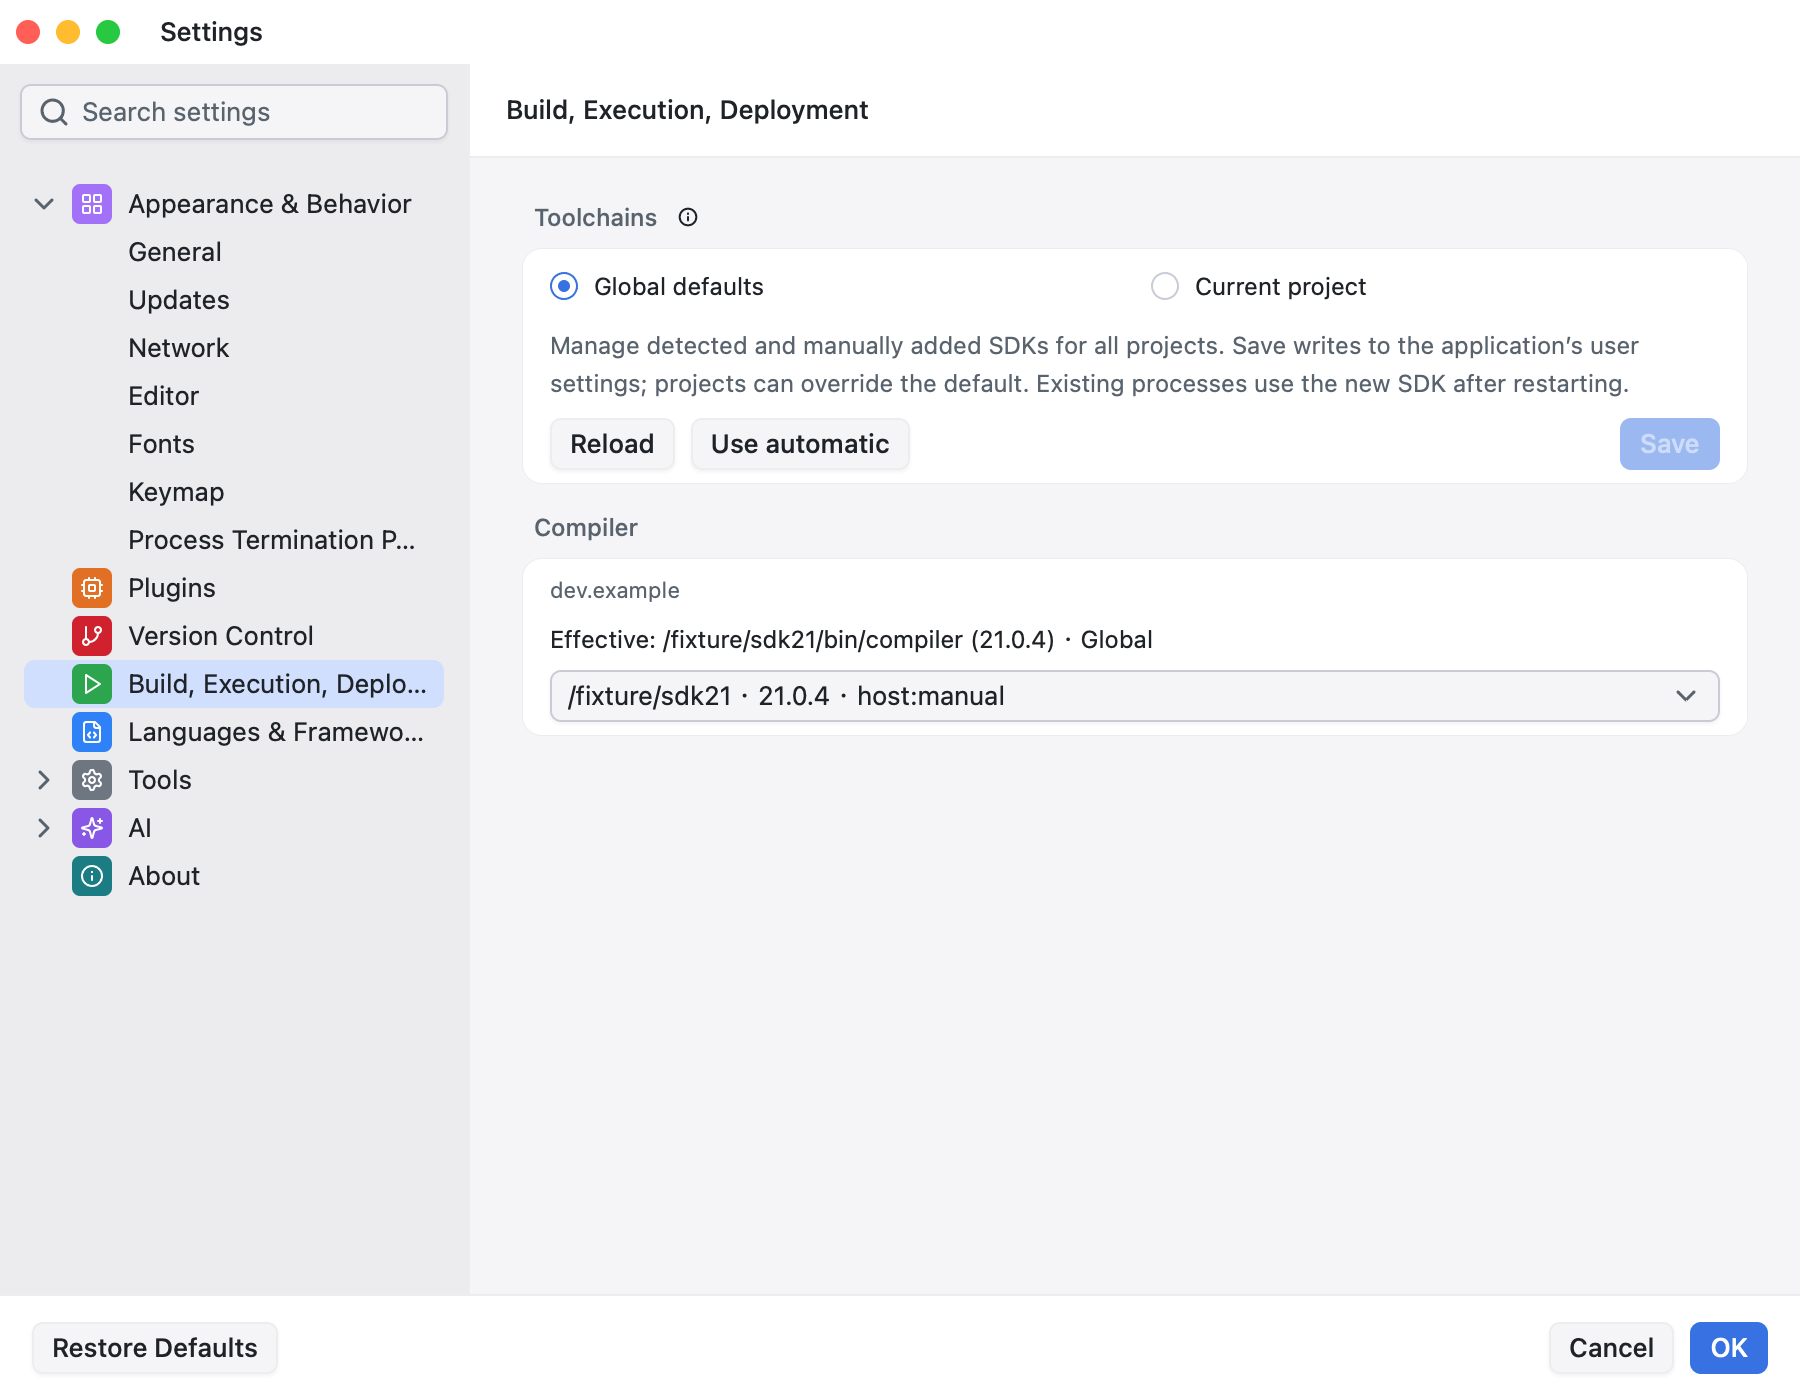 Settings
Search settings
Appearance & Behavior
General
Updates
Network
Editor
Fonts
Keymap
Process Termination P...
Plugins
Version Control
Build, Execution, Deplo...
Languages & Framewo...
Tools
AI
About
Build, Execution, Deployment
Toolchains
Global defaults
Current project
Manage detected and manually added SDKs for all projects. Save writes to the application’s user
settings; projects can override the default. Existing processes use the new SDK after restarting.
Reload
Use automatic
Save
Compiler
dev.example
Effective: /fixture/sdk21/bin/compiler (21.0.4) · Global
/fixture/sdk21 · 21.0.4 · host:manual
Restore Defaults
Cancel
OK